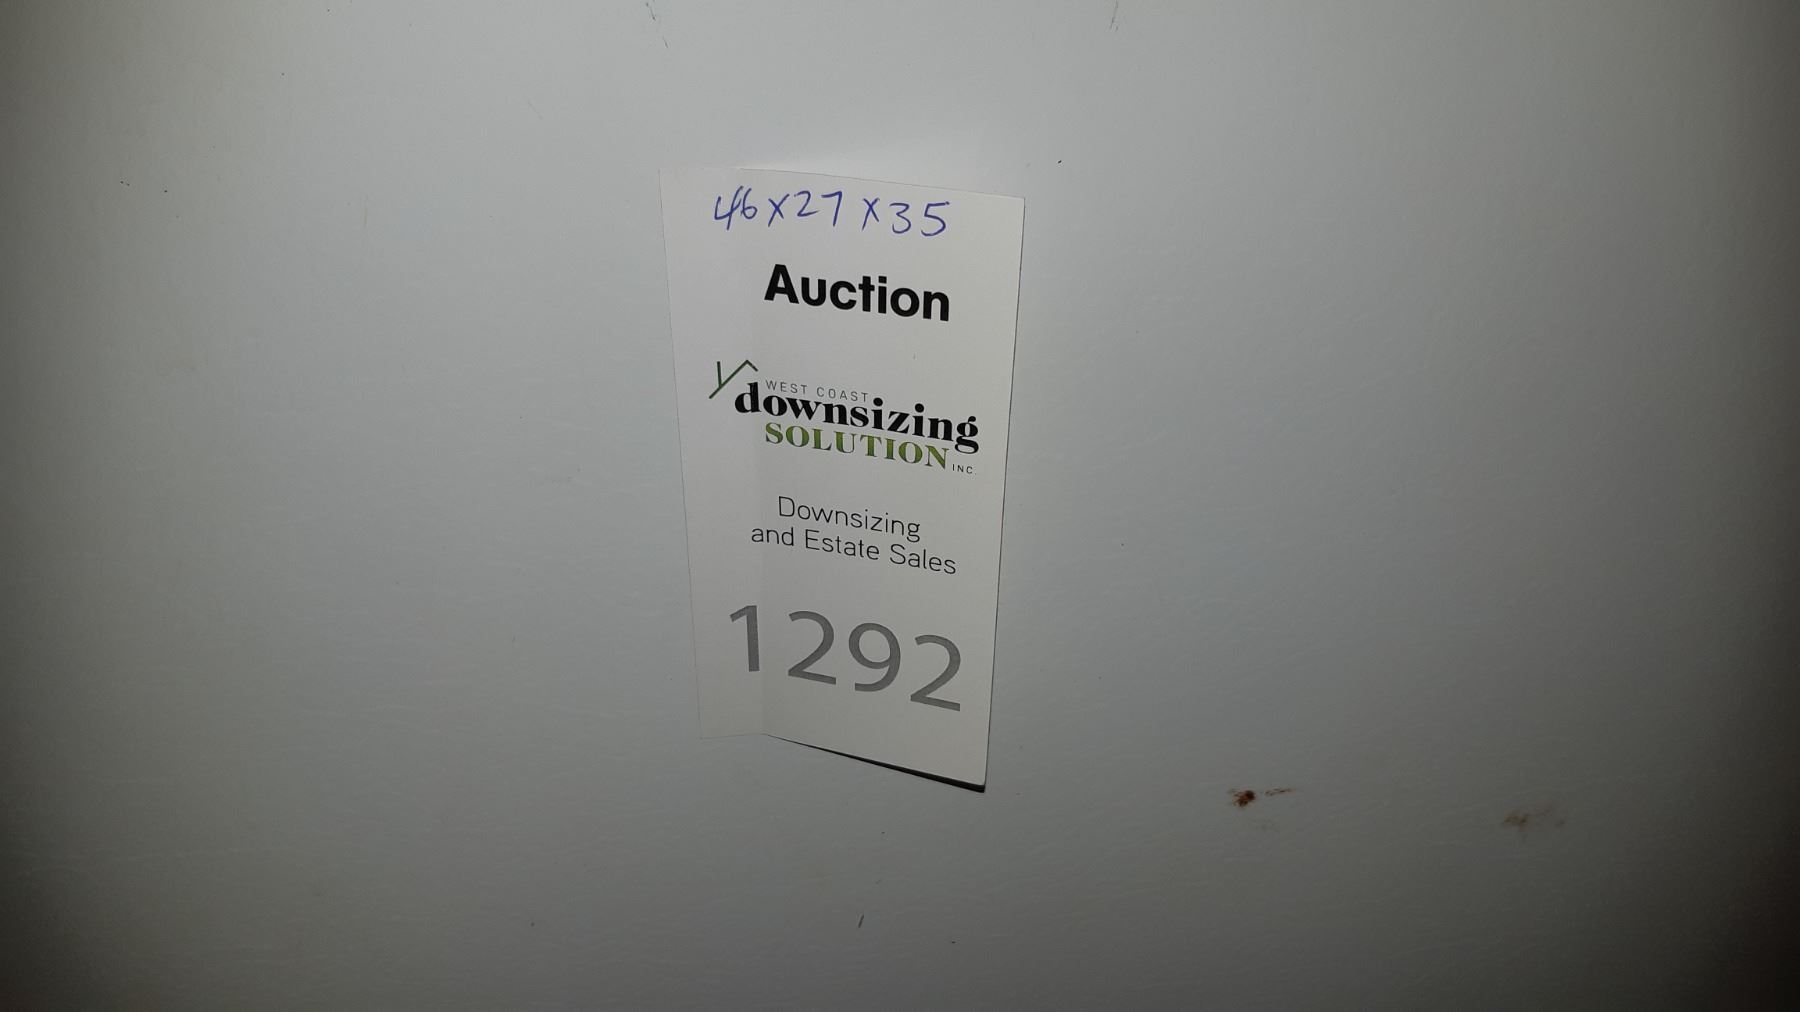 46x27x35
Auction
WEST COAST
downsizing
SOLUTION INC.
Downsizing
and Estate Sales
1292